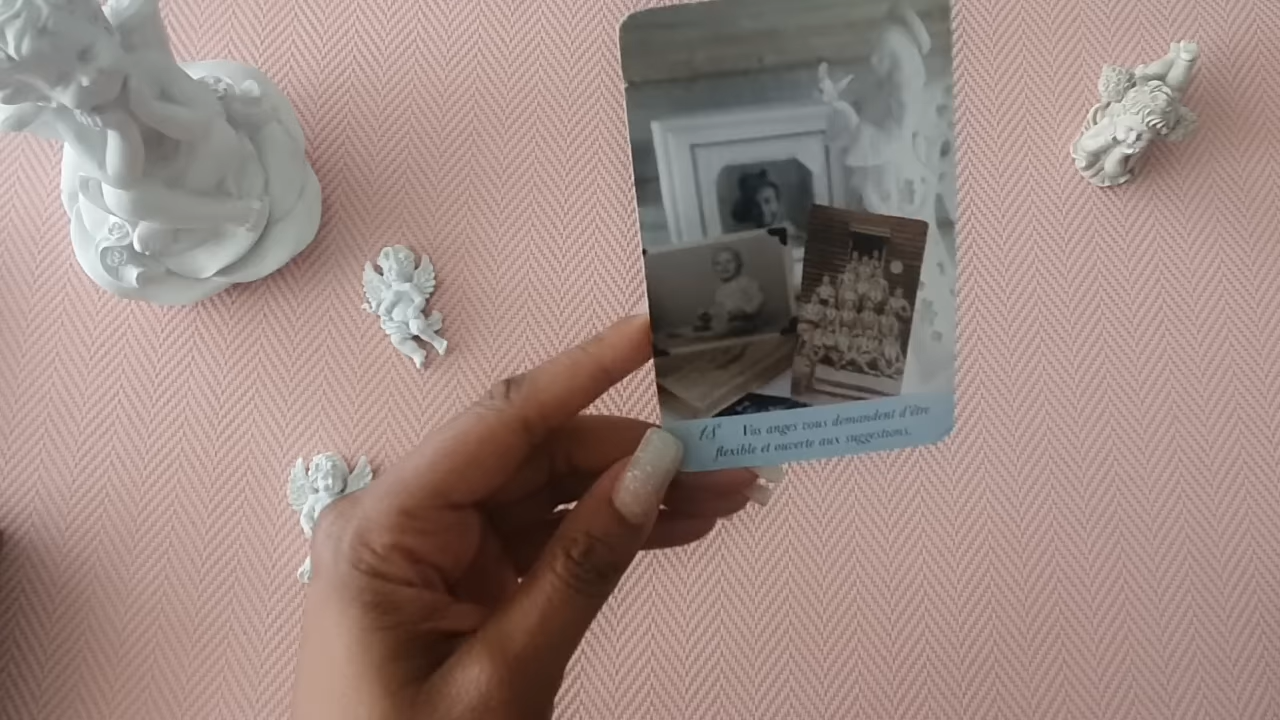 18 Vos anges vous demandent d'être
flexible et ouverte aux suggestions.